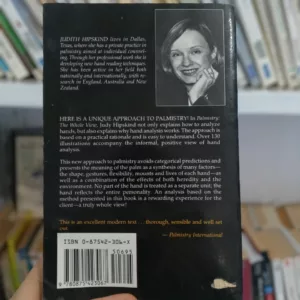 JUDITH HIPSKIND lives in Dallas,
Texas, where she has a private practice in
palmistry aimed at individual counsel-
ing. Through her professional work she is
developing new hand reading techniques.
She has been active in her field both
nationally and internationally, with re-
search in England, Australia and New
Zealand.
HERE IS A UNIQUE APPROACH TO PALMISTRY! In Palmistry:
The Whole View, Judy Hipskind not only explains how to analyze
hands, but also explains why hand analysis works. The approach is
based on a practical rationale and is easy to understand. Over 130
illustrations accompany the informal, positive view of hand
analysis.
This new approach to palmistry avoids categorical predictions and
presents the meaning of the palm as a synthesis of many factors—
the shape, gestures, flexibility, mounts and lines of each hand—as
well as a combination of the effects of both heredity and the
environment. No part of the hand is treated as a separate unit; the
hand reflects the entire personality. An analysis based on the
method presented in this book is a rewarding experience for the
client—a truly whole view!
This is an excellent modern text . . . thorough, sensible and well set
out.
— Palmistry International
ISBN 0-87542-306-X
9 780875 423067